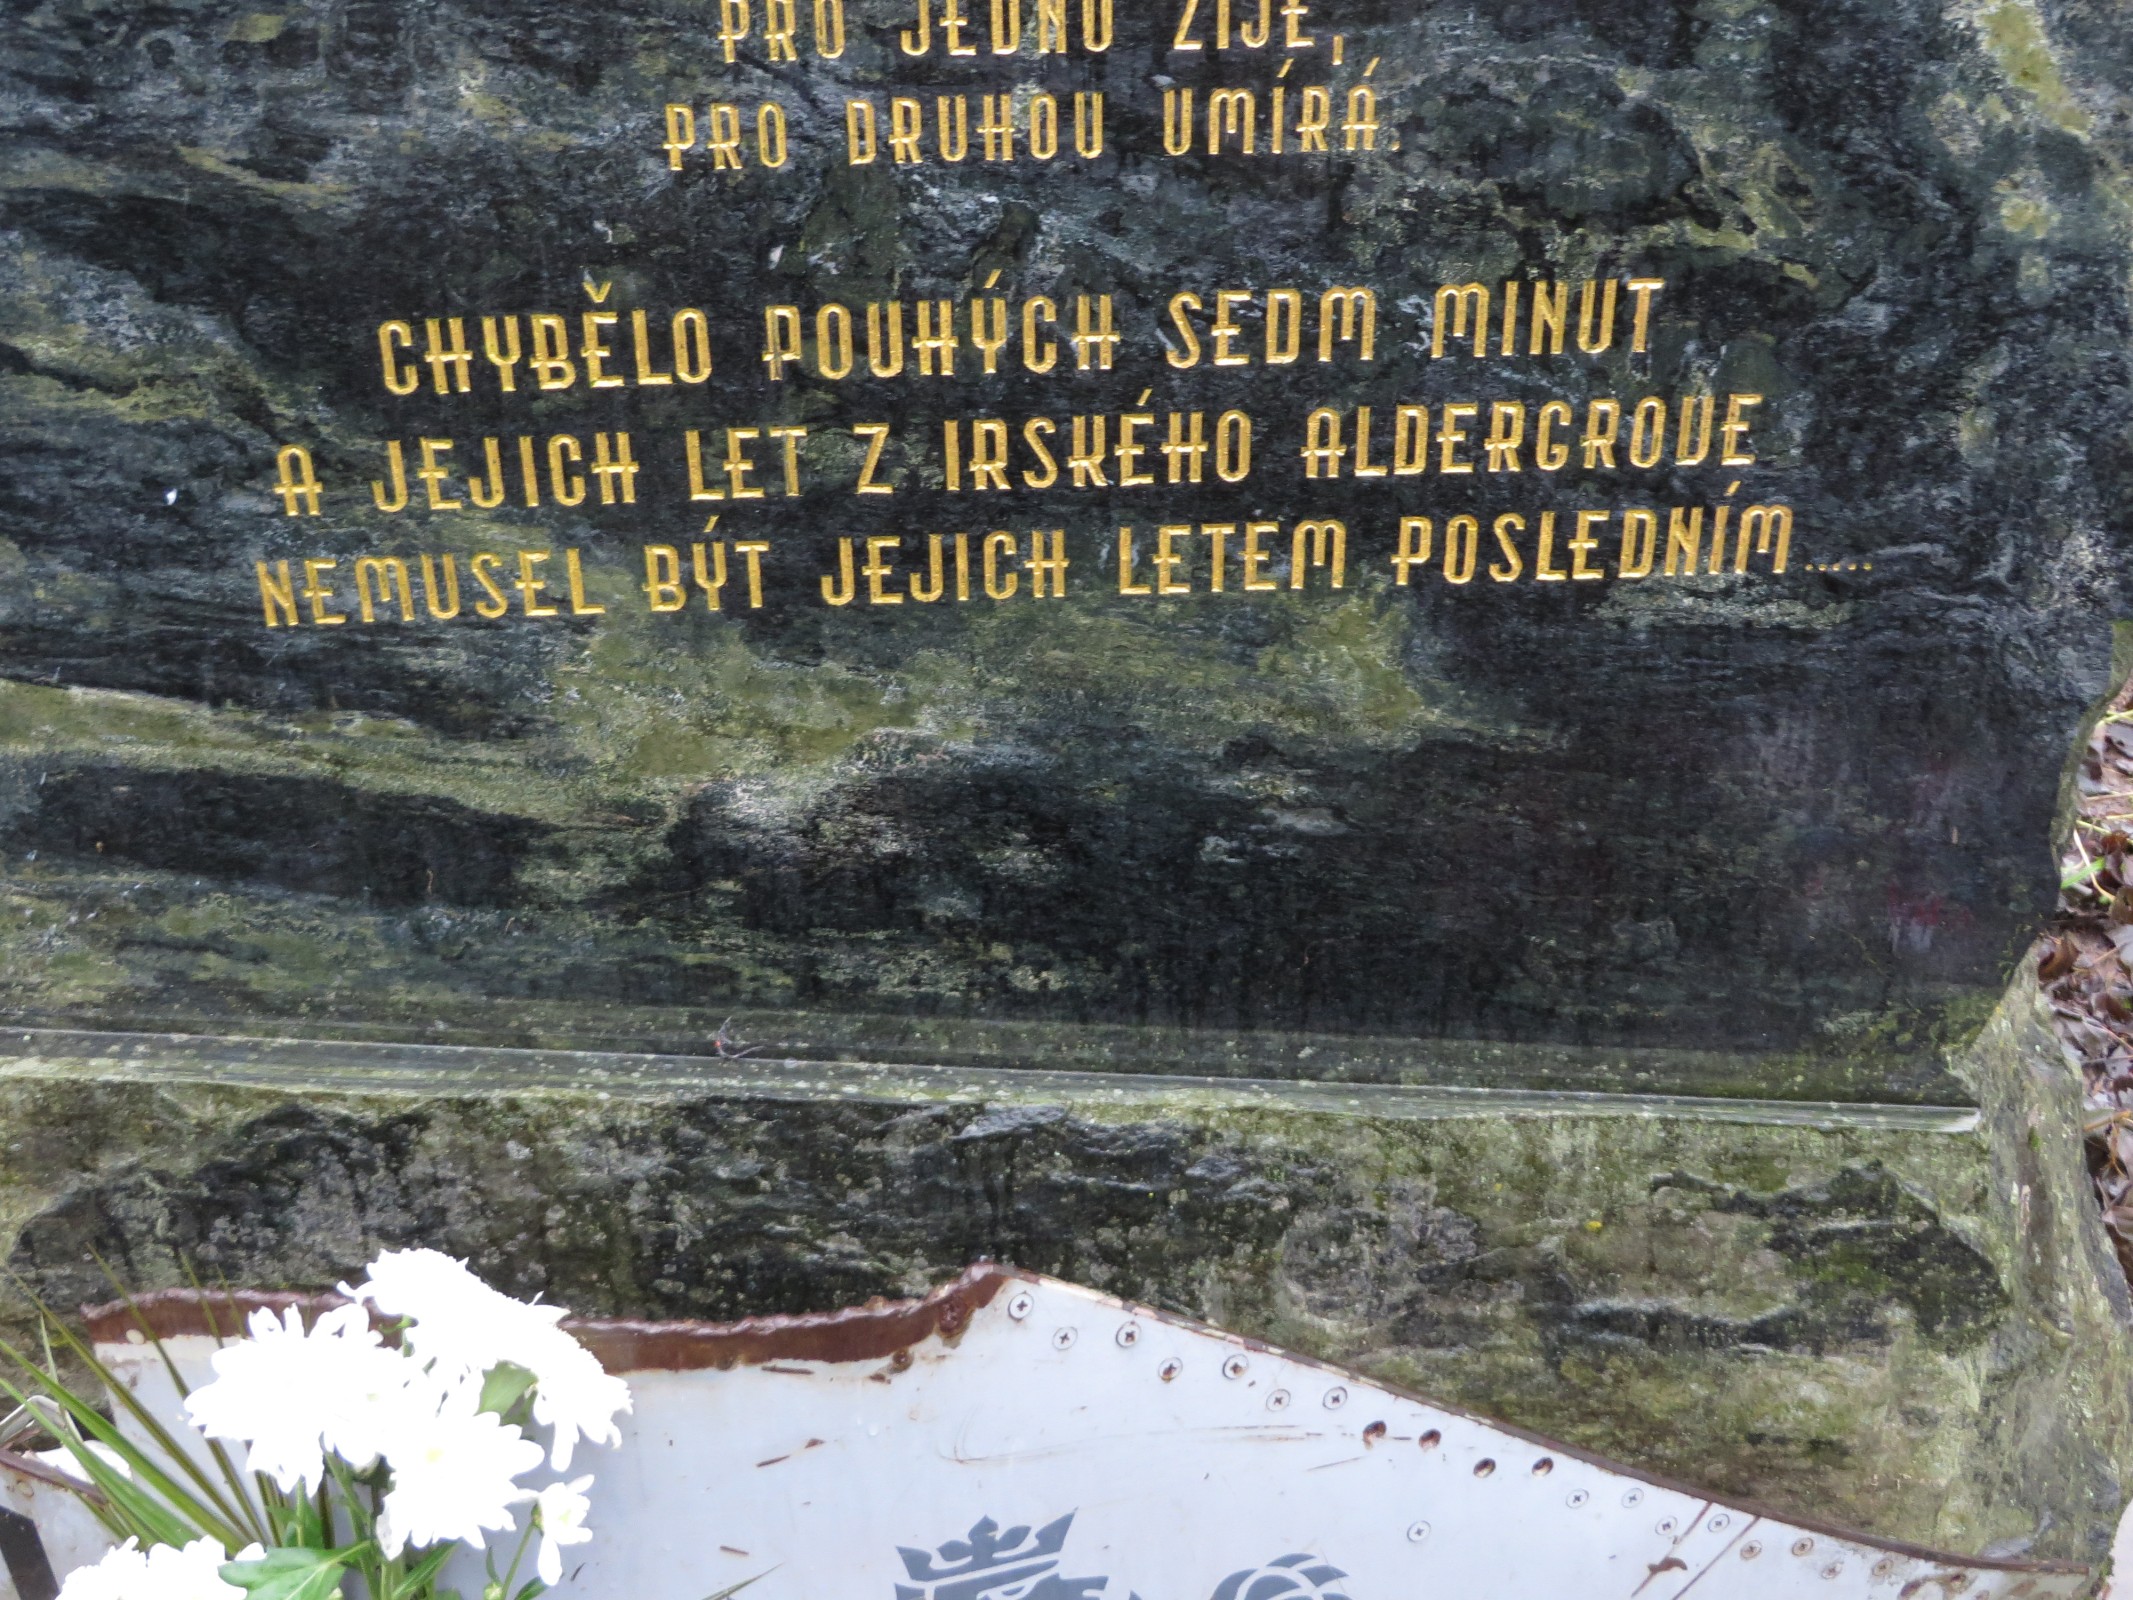 PRO JEDNU ŽIJE,
PRO DRUHOU UMÍRÁ.
CHYBĚLO POUHÝCH SEDM MINUT
A JEJICH LET Z IRSKÉHO ALDERGROVE
NEMUSEL BÝT JEJICH LETEM POSLEDNÍM.....